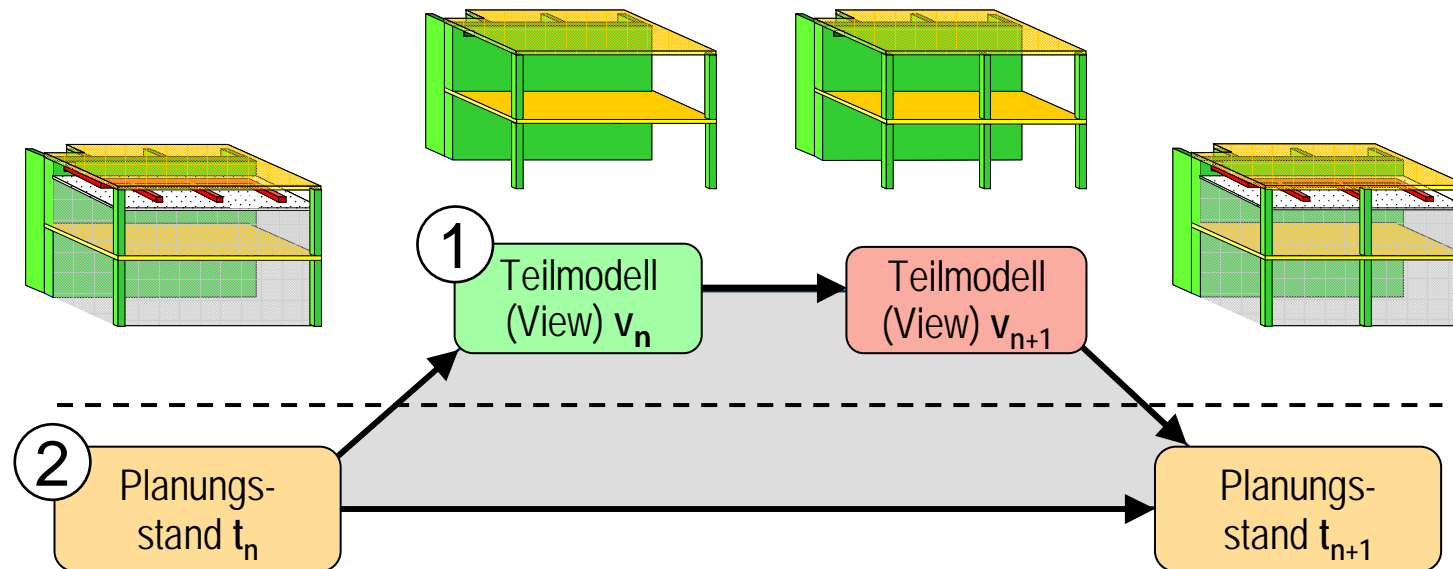 1
Teilmodell
(View) vn
Teilmodell
(View) vn+1
2
Planungs-
stand tn
Planungs-
stand tn+1